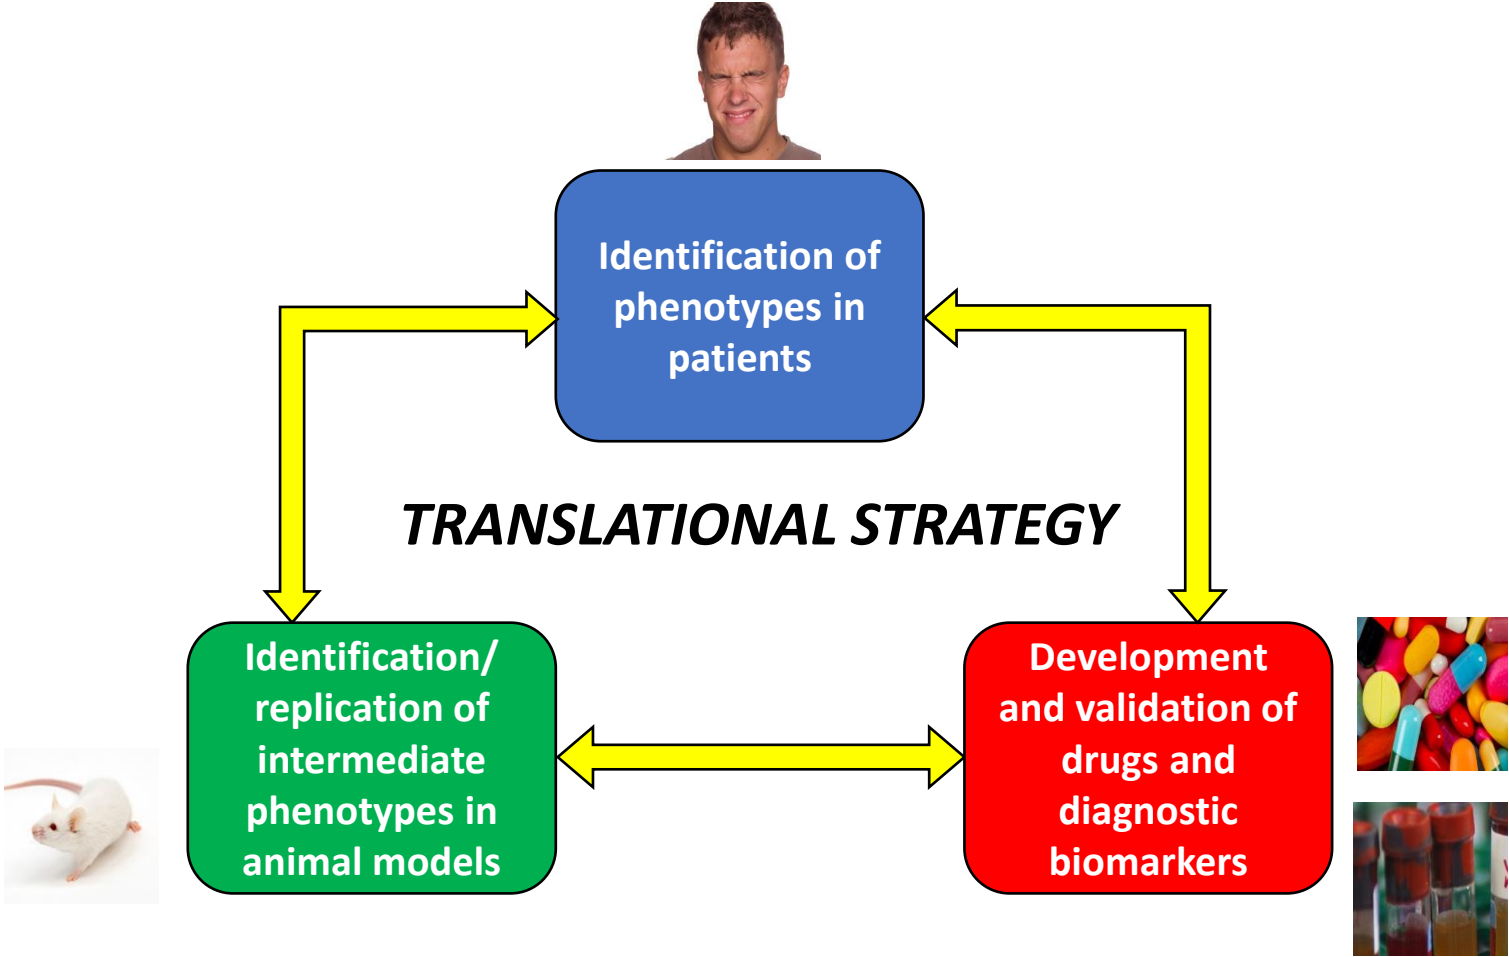 Identification of
phenotypes in
patients
TRANSLATIONAL STRATEGY
Identification/
replication of
intermediate
phenotypes in
animal models
Development
and validation of
drugs and
diagnostic
biomarkers